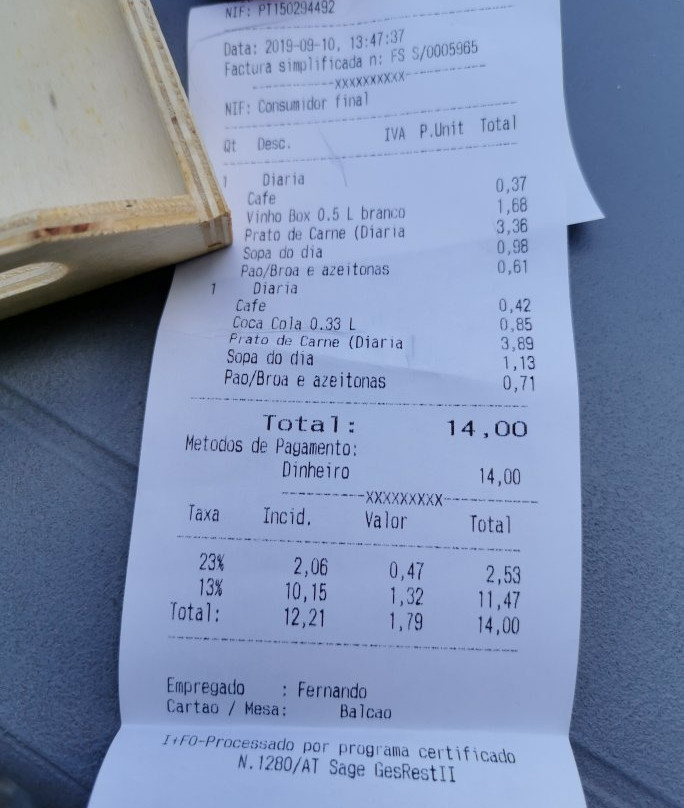 NIF: PT150294492
Data: 2019-09-10, 13:47:37
Factura simplificada n: FS S/0005965
XXXXXXXXXX
NIF: Consumidor final
Qt Desc. IVA P.Unit Total
1 Diaria
Cafe 0,37
Vinho Box 0.5 L branco 1,68
Prato de Carne (Diaria 3,36
Sopa do dia 0,98
Pao/Broa e azeitonas 0,61
1 Diaria
Cafe 0,42
Coca Cola 0.33 L 0,85
Prato de Carne (Diaria 3,89
Sopa do dia 1,13
Pao/Broa e azeitonas 0,71
Total: 14,00
Metodos de Pagamento:
Dinheiro 14,00
XXXXXXXXX
Taxa Incid. Valor Total
23% 2,06 0,47 2,53
13% 10,15 1,32 11,47
Total: 12,21 1,79 14,00
Empregado : Fernando
Cartao / Mesa: Balcao
I+FO-Processado por programa certificado
N.1280/AT Sage GesRestII